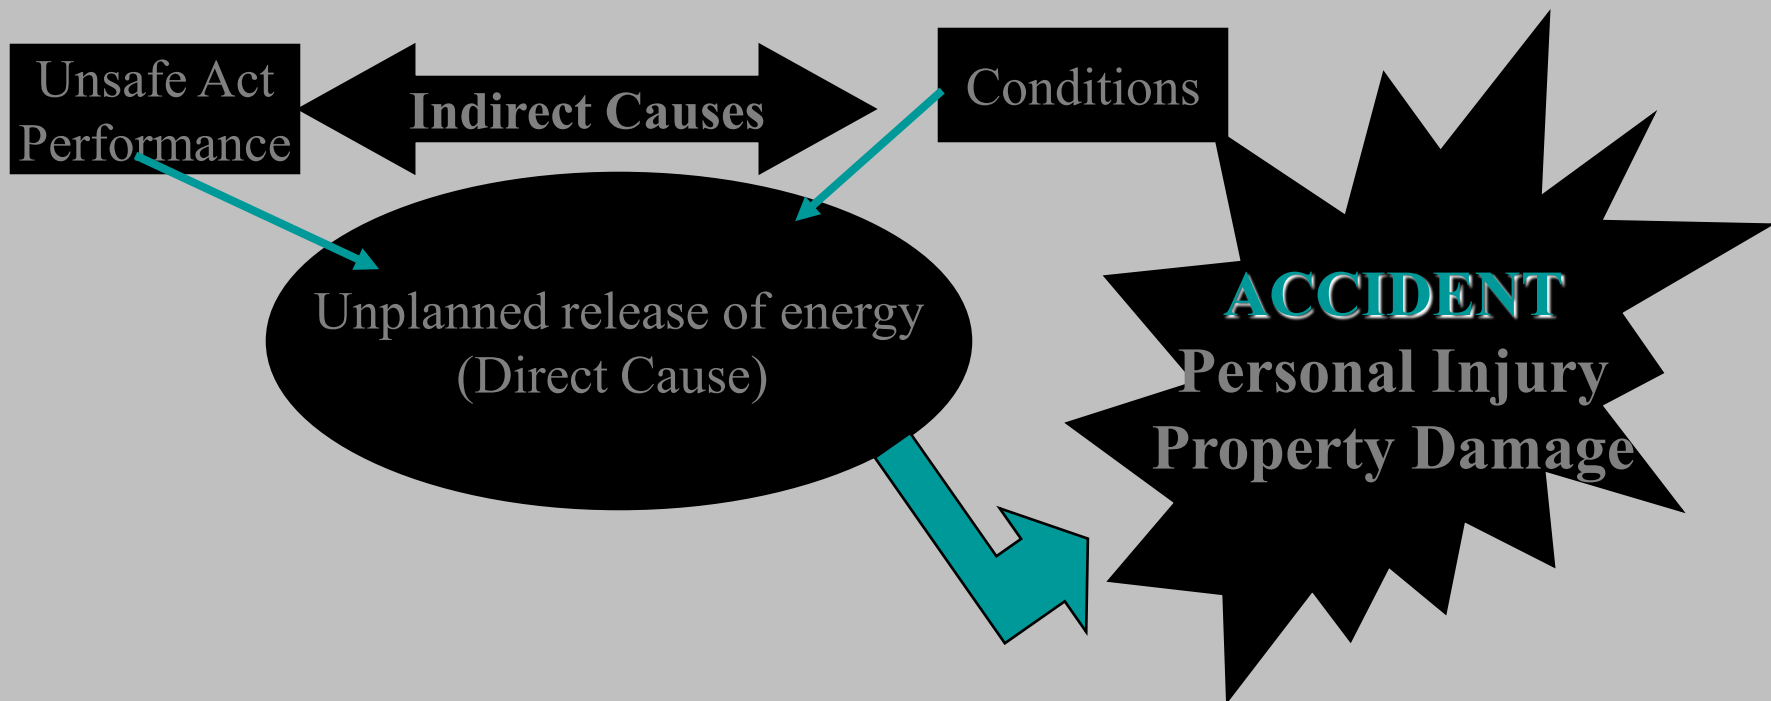 Unsafe Act
Performance
Indirect Causes
Conditions
Unplanned release of energy
(Direct Cause)
ACCIDENT
Personal Injury
Property Damage